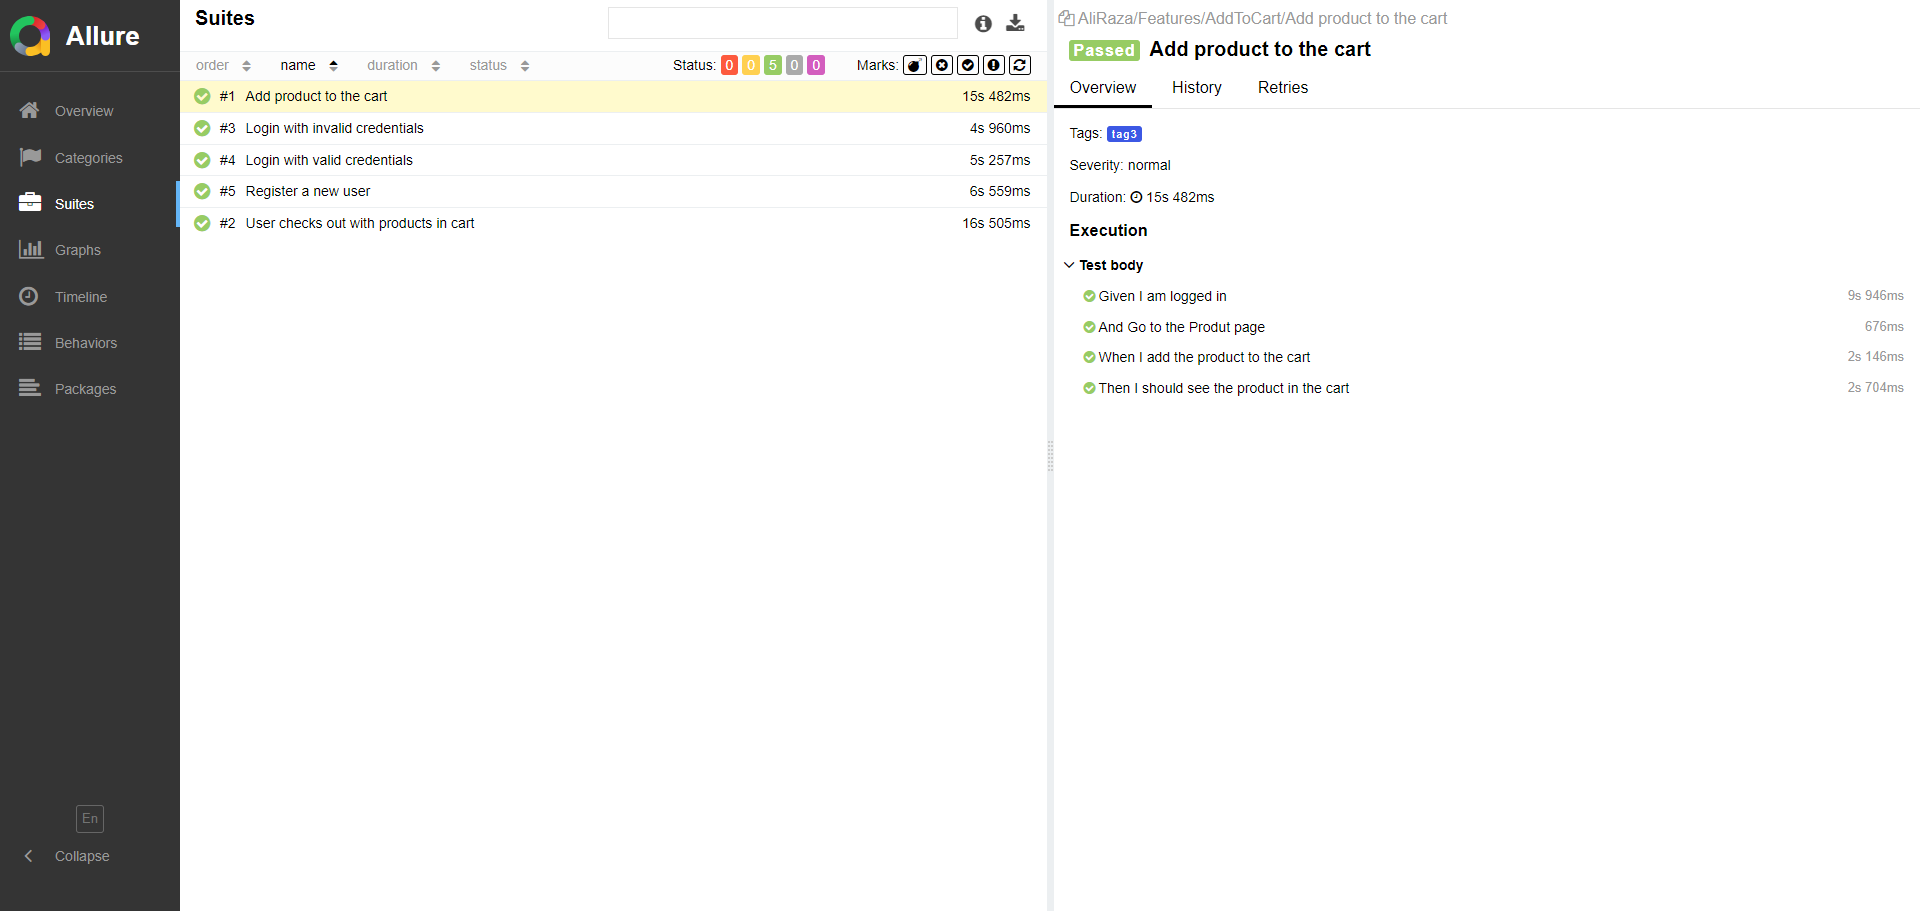 Allure
Overview
Categories
Suites
Graphs
Timeline
Behaviors
Packages
En
Collapse
Suites
order name duration status Status: 0 0 5 0 0 Marks:
#1 Add product to the cart 15s 482ms
#3 Login with invalid credentials 4s 960ms
#4 Login with valid credentials 5s 257ms
#5 Register a new user 6s 559ms
#2 User checks out with products in cart 16s 505ms
AliRaza/Features/AddToCart/Add product to the cart
Passed Add product to the cart
Overview History Retries
Tags: tag3
Severity: normal
Duration: 15s 482ms
Execution
Test body
Given I am logged in 9s 946ms
And Go to the Produt page 676ms
When I add the product to the cart 2s 146ms
Then I should see the product in the cart 2s 704ms